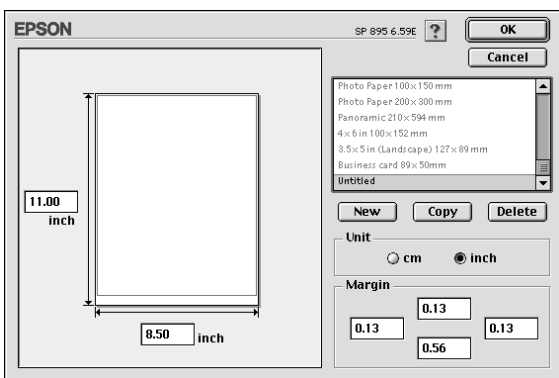 EPSON
SP 895 6.59E
?
OK
Cancel
Photo Paper 100×150 mm
Photo Paper 200×300 mm
Panoramic 210×594 mm
4×6 in 100×152 mm
3.5×5 in (Landscape) 127×89 mm
Business card 89×50mm
Untitled
New Copy Delete
11.00
inch
8.50 inch
Unit
cm inch
Margin
0.13
0.13 0.13
0.56